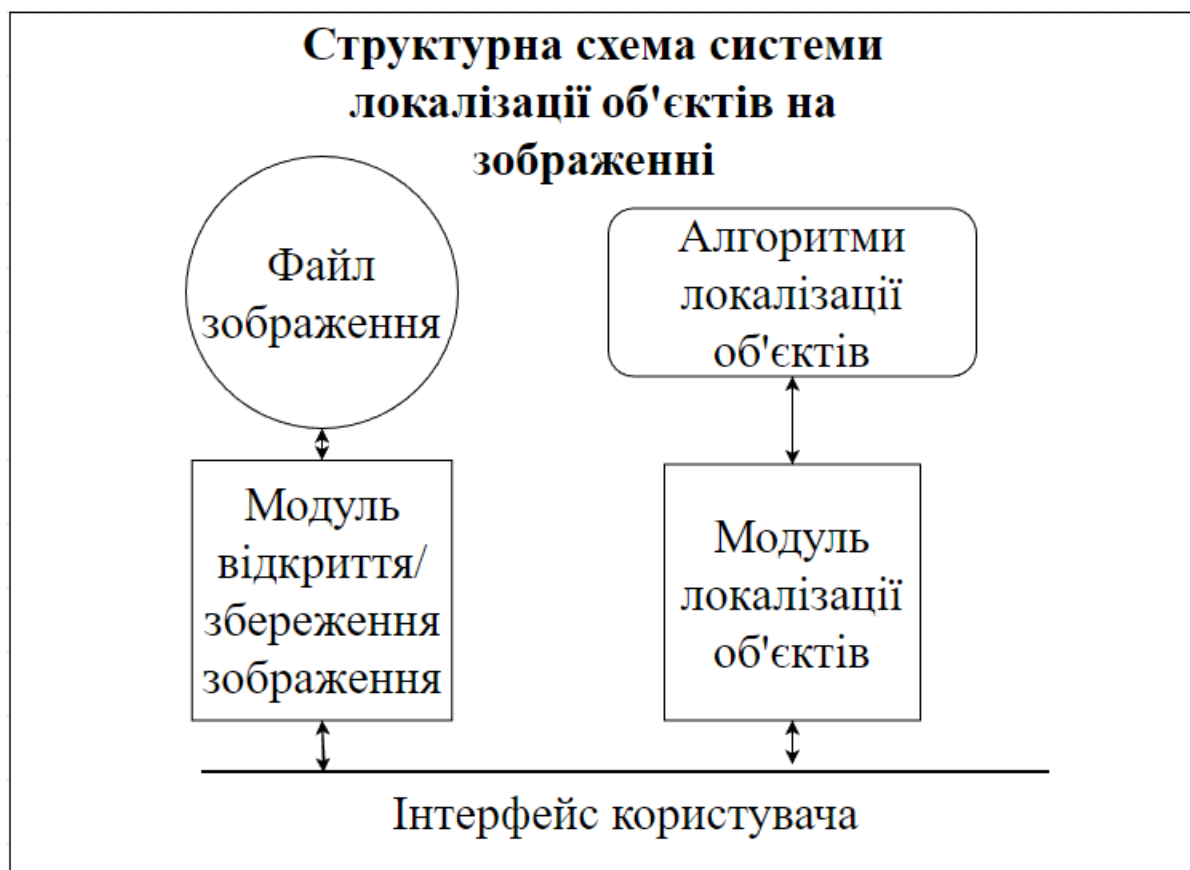 Структурна схема системи
локалізації об'єктів на
зображенні
Файл
зображення
Алгоритми
локалізації
об'єктів
Модуль
відкриття/
збереження
зображення
Модуль
локалізації
об'єктів
Інтерфейс користувача